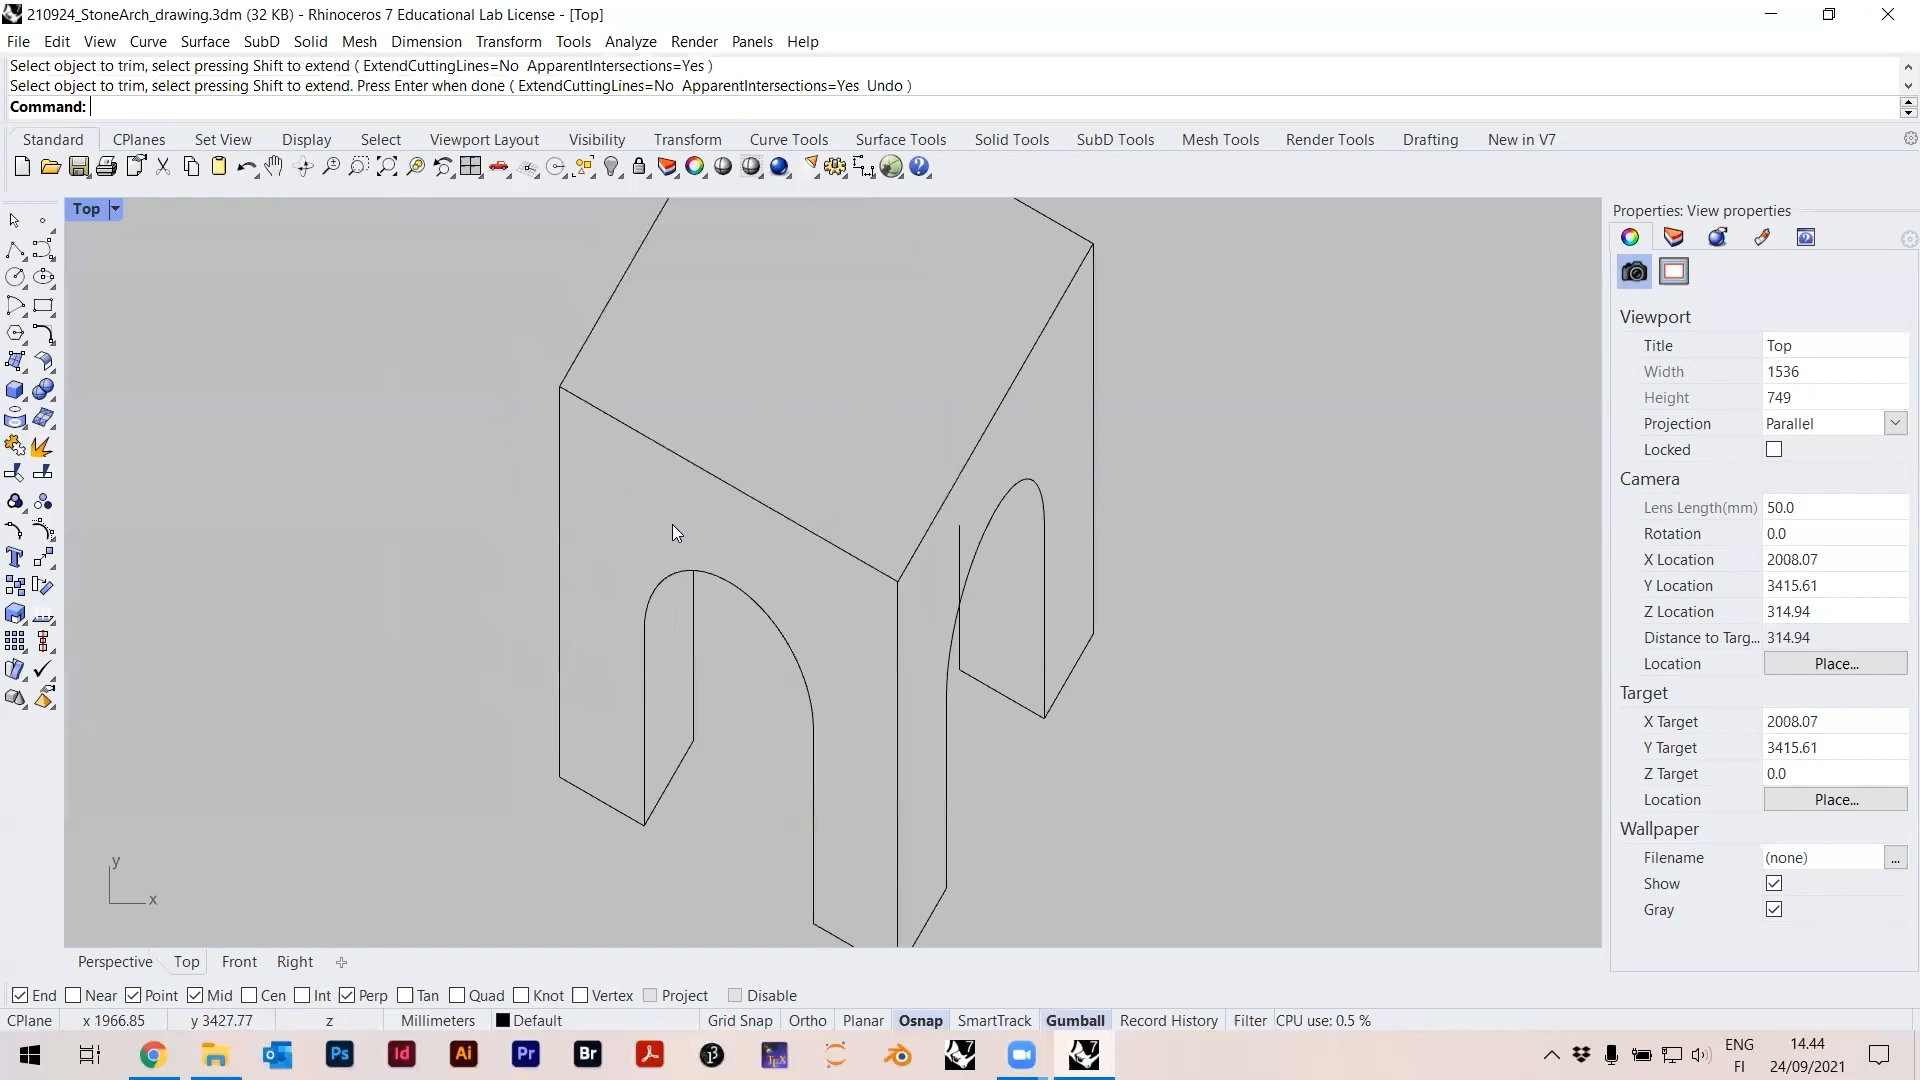 210924_StoneArch_drawing.3dm (32 KB) - Rhinoceros 7 Educational Lab License - [Top]
File Edit View Curve Surface SubD Solid Mesh Dimension Transform Tools Analyze Render Panels Help
Select object to trim, select pressing Shift to extend ( ExtendCuttingLines=No ApparentIntersections=Yes )
Select object to trim, select pressing Shift to extend. Press Enter when done ( ExtendCuttingLines=No ApparentIntersections=Yes Undo )
Command:
Standard CPlanes Set View Display Select Viewport Layout Visibility Transform Curve Tools Surface Tools Solid Tools SubD Tools Mesh Tools Render Tools Drafting New in V7
Top
Properties: View properties
Viewport
Title Top
Width 1536
Height 749
Projection Parallel
Locked
Camera
Lens Length(mm) 50.0
Rotation 0.0
X Location 2008.07
Y Location 3415.61
Z Location 314.94
Distance to Targ... 314.94
Location Place...
Target
X Target 2008.07
Y Target 3415.61
Z Target 0.0
Location Place...
Wallpaper
Filename (none) ...
Show
Gray
y
x
Perspective Top Front Right
End Near Point Mid Cen Int Perp Tan Quad Knot Vertex Project Disable
CPlane x 1966.85 y 3427.77 z Millimeters Default Grid Snap Ortho Planar Osnap SmartTrack Gumball Record History Filter CPU use: 0.5 %
Ps Id Ai Pr Br
ENG
FI
14.44
24/09/2021